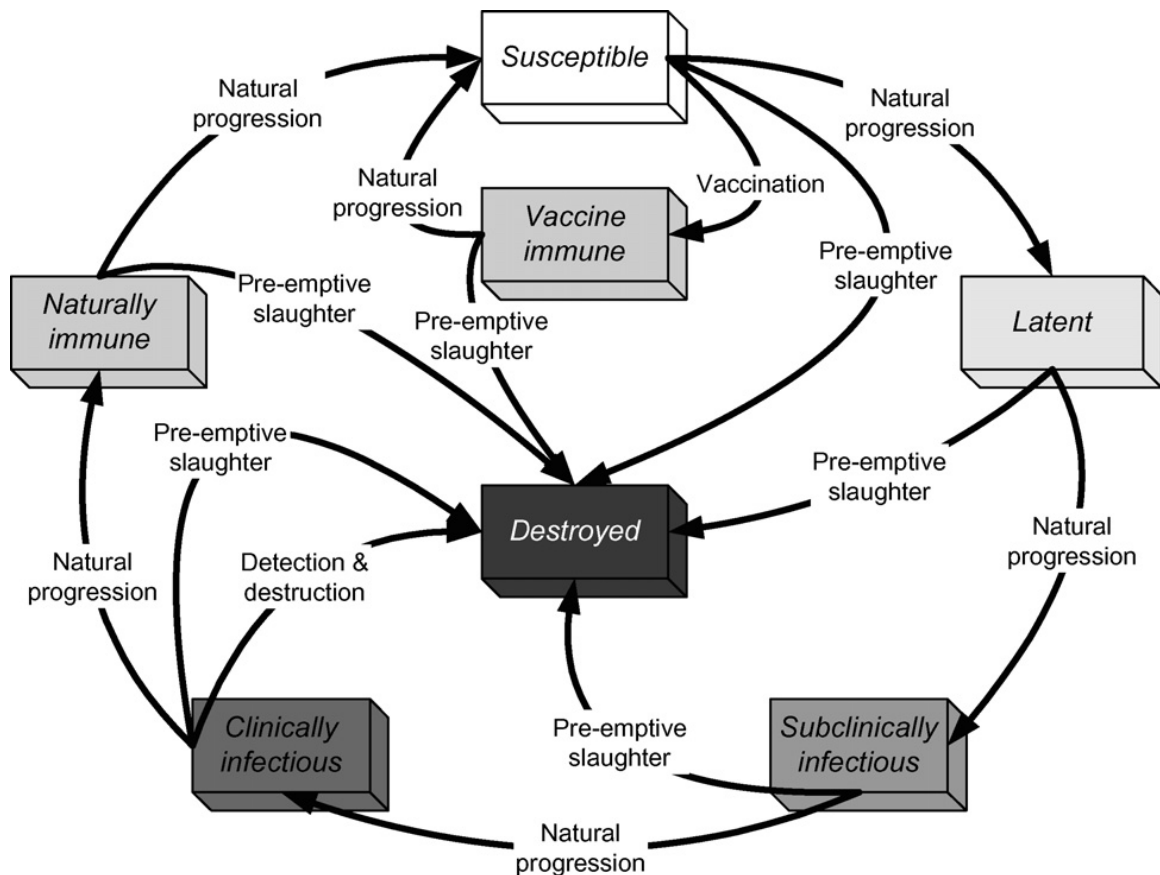 Susceptible
Natural
progression
Natural
progression
Natural
progression
Vaccination
Vaccine
immune
Pre-emptive
slaughter
Pre-emptive
slaughter
Naturally
immune
Latent
Pre-emptive
slaughter
Pre-emptive
slaughter
Pre-emptive
slaughter
Destroyed
Natural
progression
Natural
progression
Detection &
destruction
Clinically
infectious
Pre-emptive
slaughter
Subclinically
infectious
Natural
progression